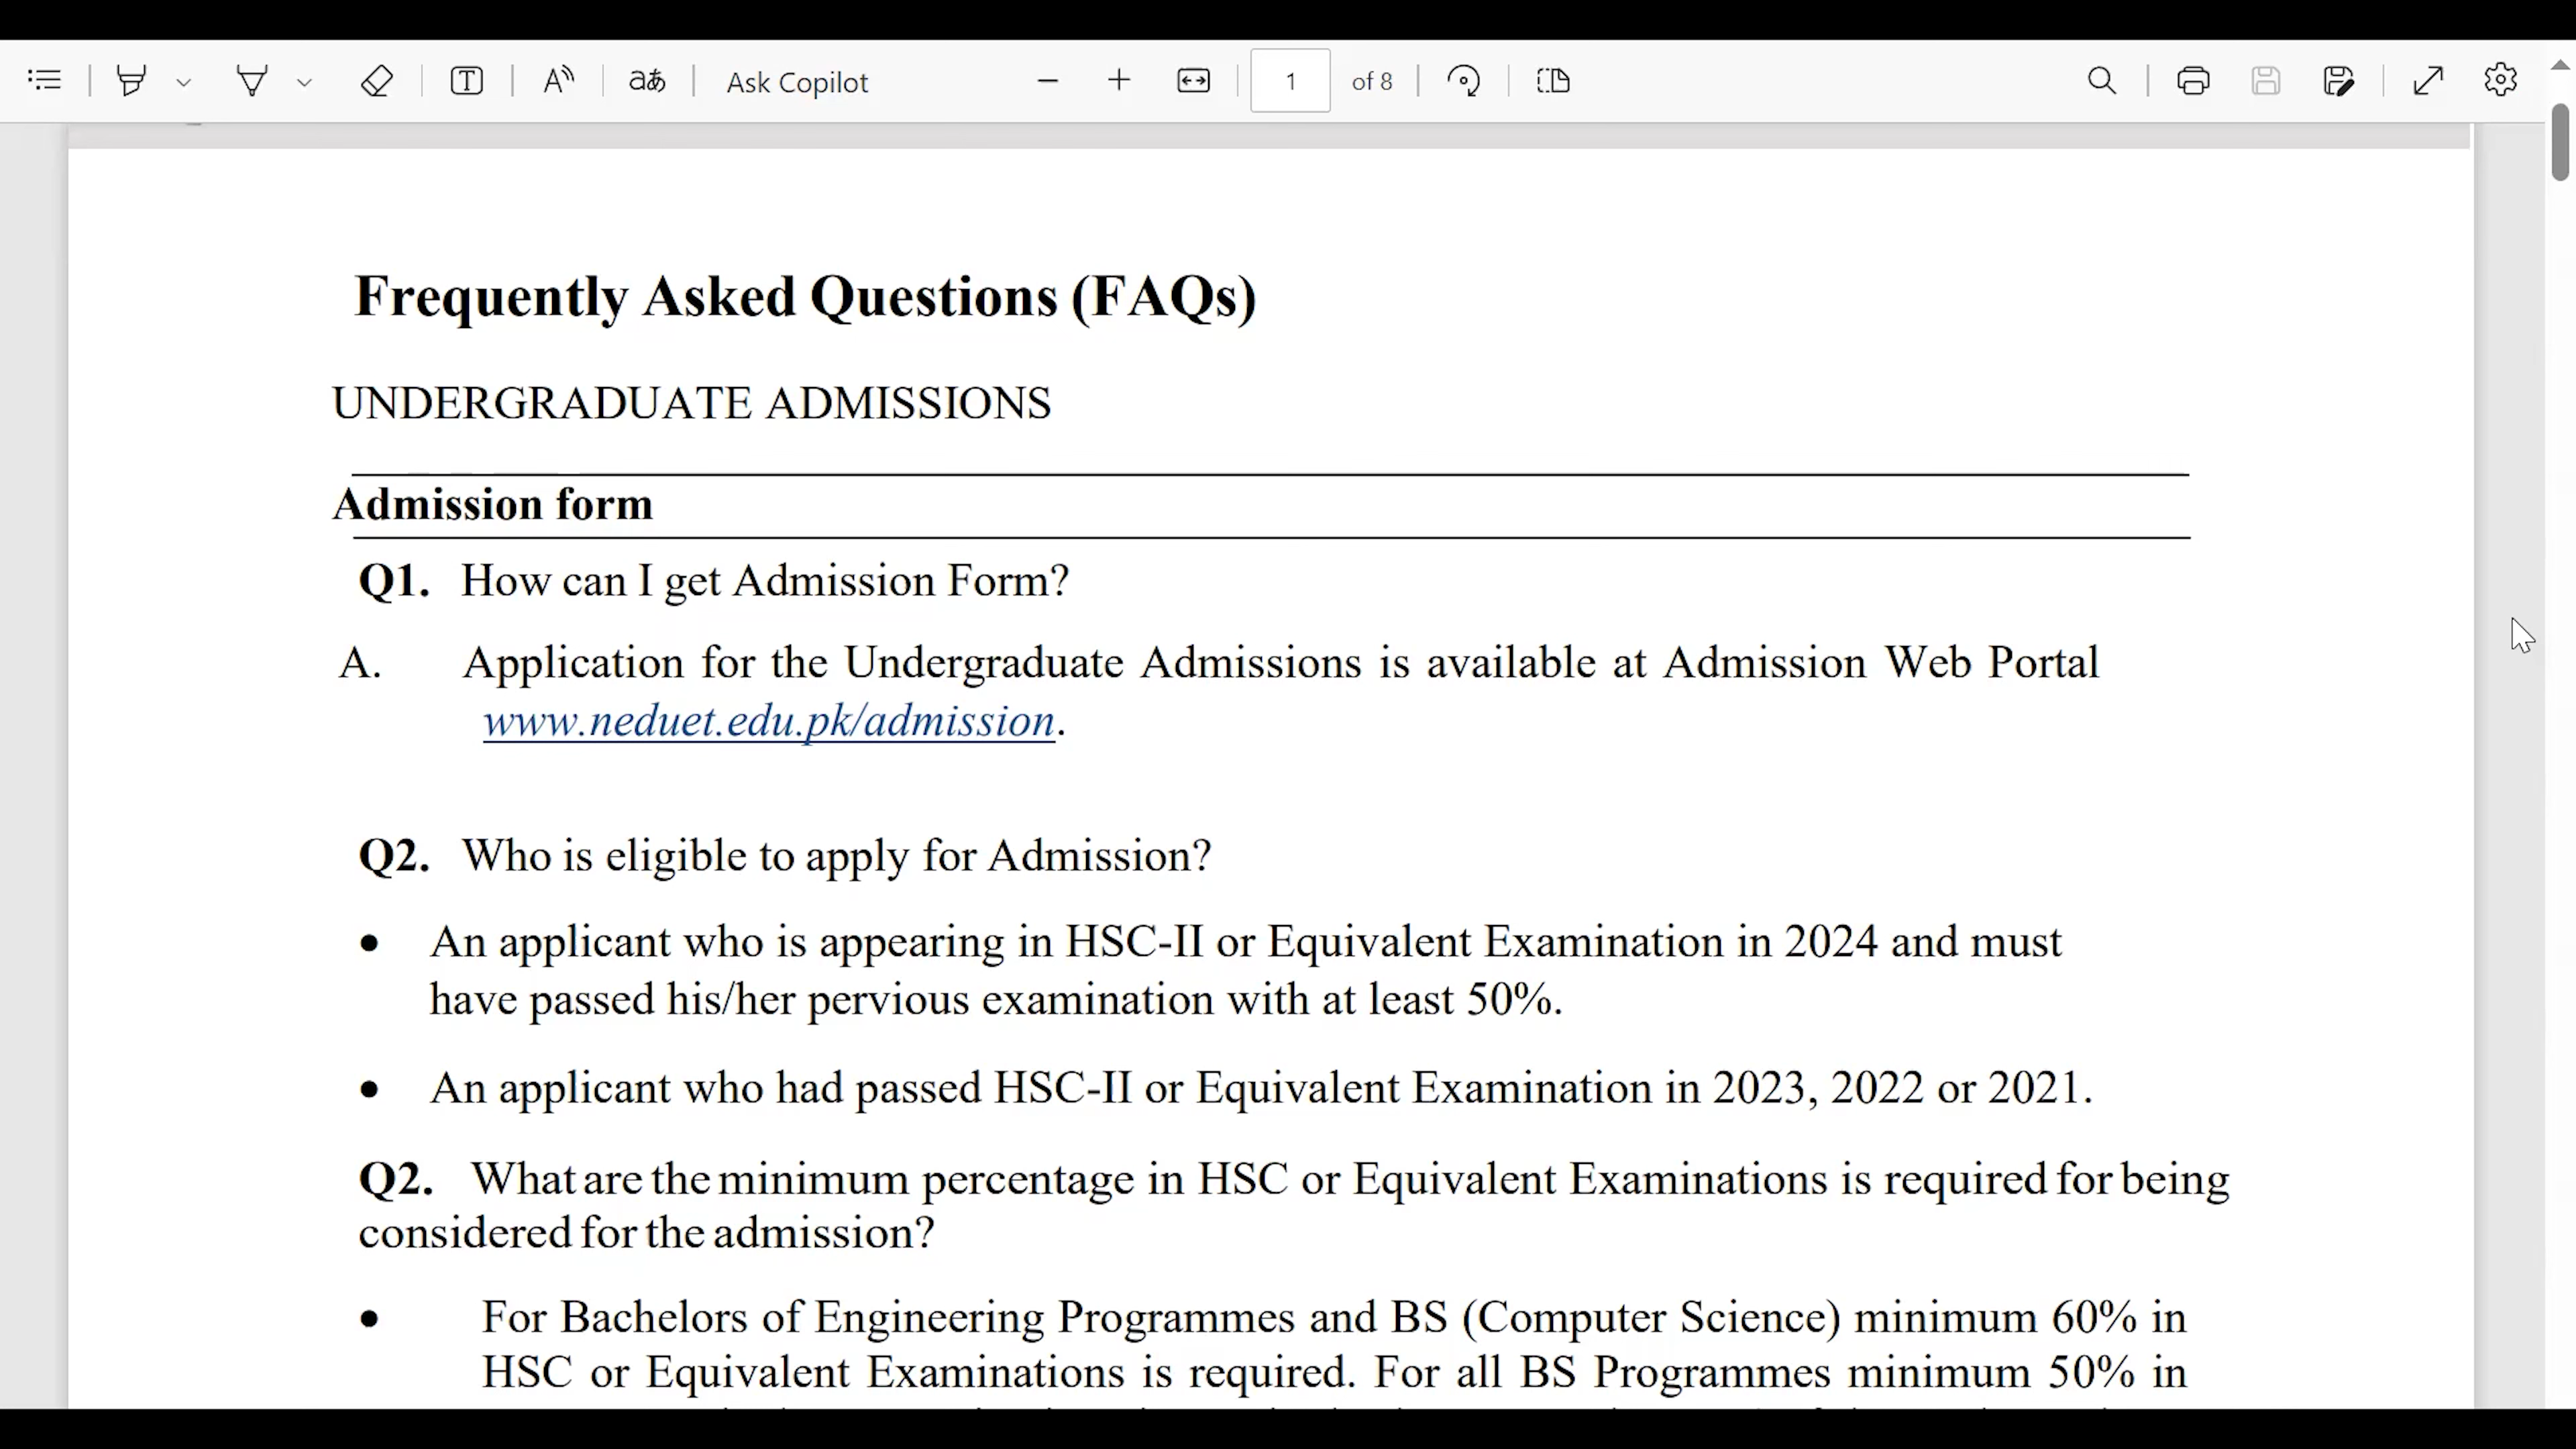 Ask Copilot
1 of 8
Frequently Asked Questions (FAQs)
UNDERGRADUATE ADMISSIONS
Admission form
Q1. How can I get Admission Form?
A. Application for the Undergraduate Admissions is available at Admission Web Portal
www.neduet.edu.pk/admission.
Q2. Who is eligible to apply for Admission?
• An applicant who is appearing in HSC-II or Equivalent Examination in 2024 and must
have passed his/her pervious examination with at least 50%.
• An applicant who had passed HSC-II or Equivalent Examination in 2023, 2022 or 2021.
Q2. What are the minimum percentage in HSC or Equivalent Examinations is required for being
considered for the admission?
• For Bachelors of Engineering Programmes and BS (Computer Science) minimum 60% in
HSC or Equivalent Examinations is required. For all BS Programmes minimum 50% in